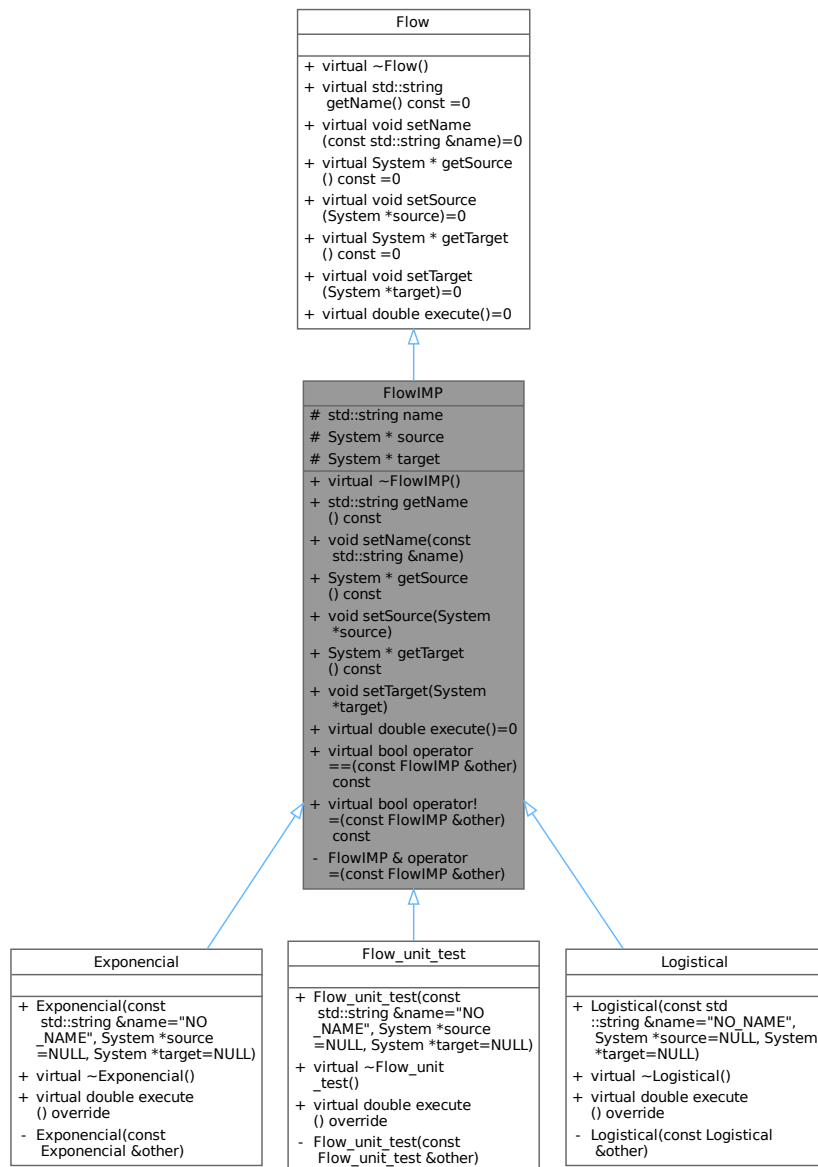 Flow
+ virtual ~Flow()
+ virtual std::string
getName() const =0
+ virtual void setName
(const std::string &name)=0
+ virtual System * getSource
() const =0
+ virtual void setSource
(System *source)=0
+ virtual System * getTarget
() const =0
+ virtual void setTarget
(System *target)=0
+ virtual double execute()=0
FlowIMP
# std::string name
# System * source
# System * target
+ virtual ~FlowIMP()
+ std::string getName
() const
+ void setName(const
std::string &name)
+ System * getSource
() const
+ void setSource(System
*source)
+ System * getTarget
() const
+ void setTarget(System
*target)
+ virtual double execute()=0
+ virtual bool operator
==(const FlowIMP &other)
const
+ virtual bool operator!
=(const FlowIMP &other)
const
- FlowIMP & operator
=(const FlowIMP &other)
Exponencial
+ Exponencial(const
std::string &name="NO
_NAME", System *source
=NULL, System *target=NULL)
+ virtual ~Exponencial()
+ virtual double execute
() override
- Exponencial(const
Exponencial &other)
Flow_unit_test
+ Flow_unit_test(const
std::string &name="NO
_NAME", System *source
=NULL, System *target=NULL)
+ virtual ~Flow_unit
_test()
+ virtual double execute
() override
- Flow_unit_test(const
Flow_unit_test &other)
Logistical
+ Logistical(const std
::string &name="NO_NAME",
System *source=NULL, System
*target=NULL)
+ virtual ~Logistical()
+ virtual double execute
() override
- Logistical(const Logistical
&other)